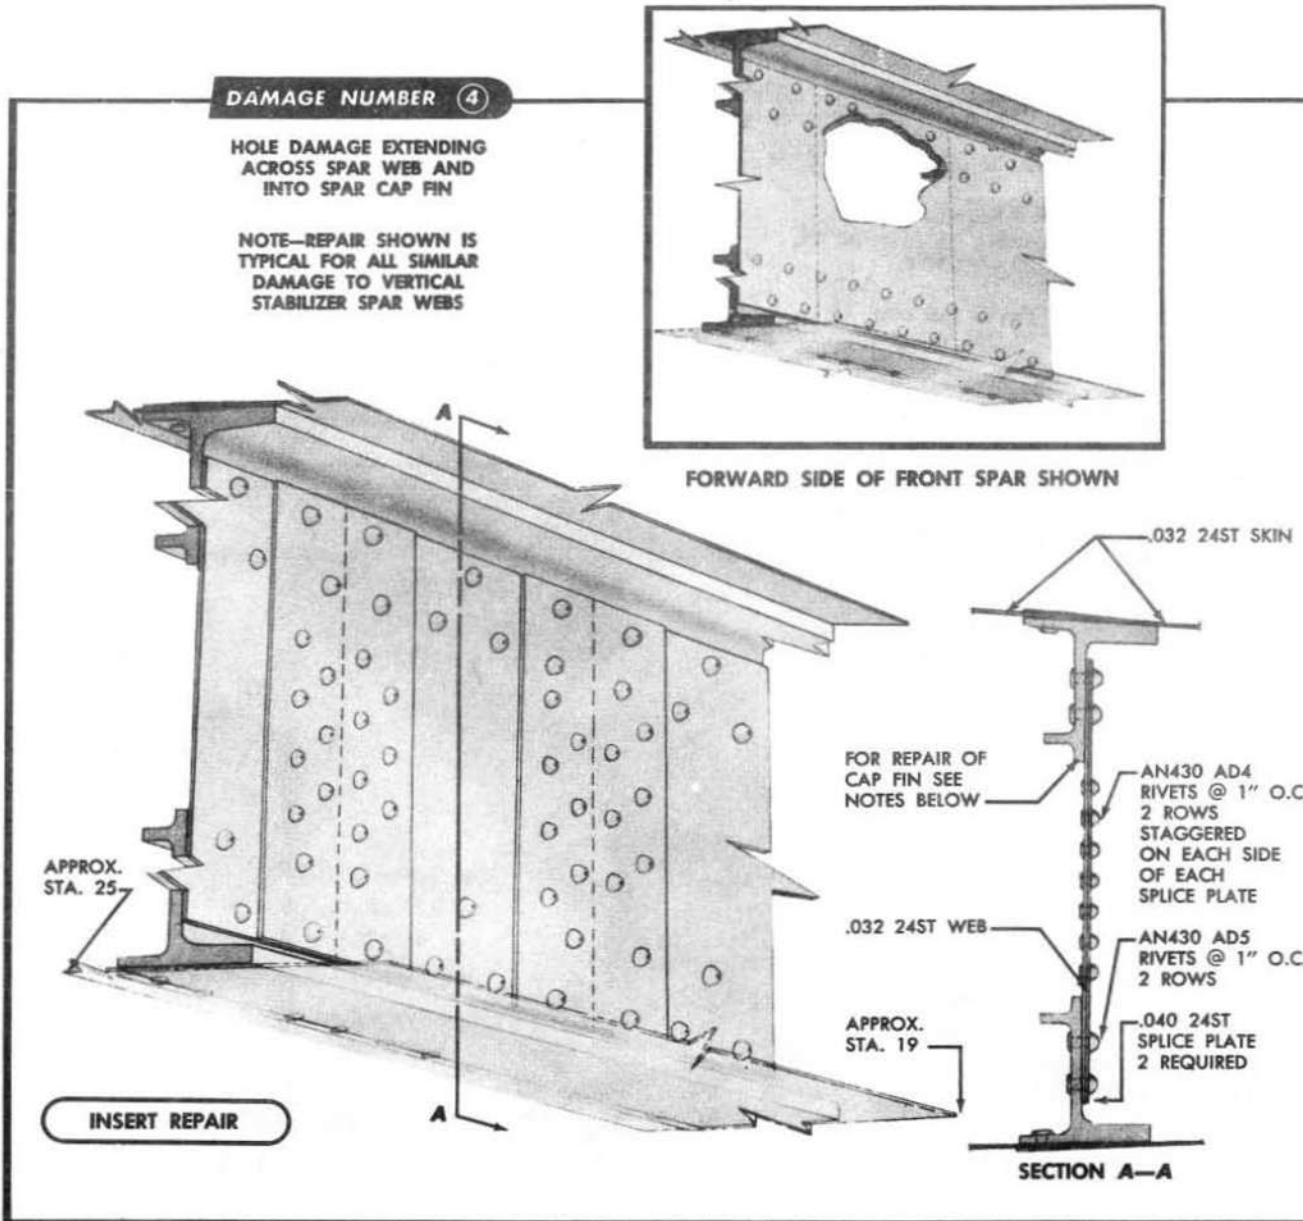 DAMAGE NUMBER 4
HOLE DAMAGE EXTENDING
ACROSS SPAR WEB AND
INTO SPAR CAP FIN
NOTE—REPAIR SHOWN IS
TYPICAL FOR ALL SIMILAR
DAMAGE TO VERTICAL
STABILIZER SPAR WEBS
FORWARD SIDE OF FRONT SPAR SHOWN
A
.032 24ST SKIN
FOR REPAIR OF
CAP FIN SEE
NOTES BELOW
AN430 AD4
RIVETS @ 1" O.C
2 ROWS
STAGGERED
ON EACH SIDE
OF EACH
SPLICE PLATE
APPROX.
STA. 25
.032 24ST WEB
AN430 AD5
RIVETS @ 1" O.C
2 ROWS
APPROX.
STA. 19
.040 24ST
SPLICE PLATE
2 REQUIRED
A
INSERT REPAIR
SECTION A—A